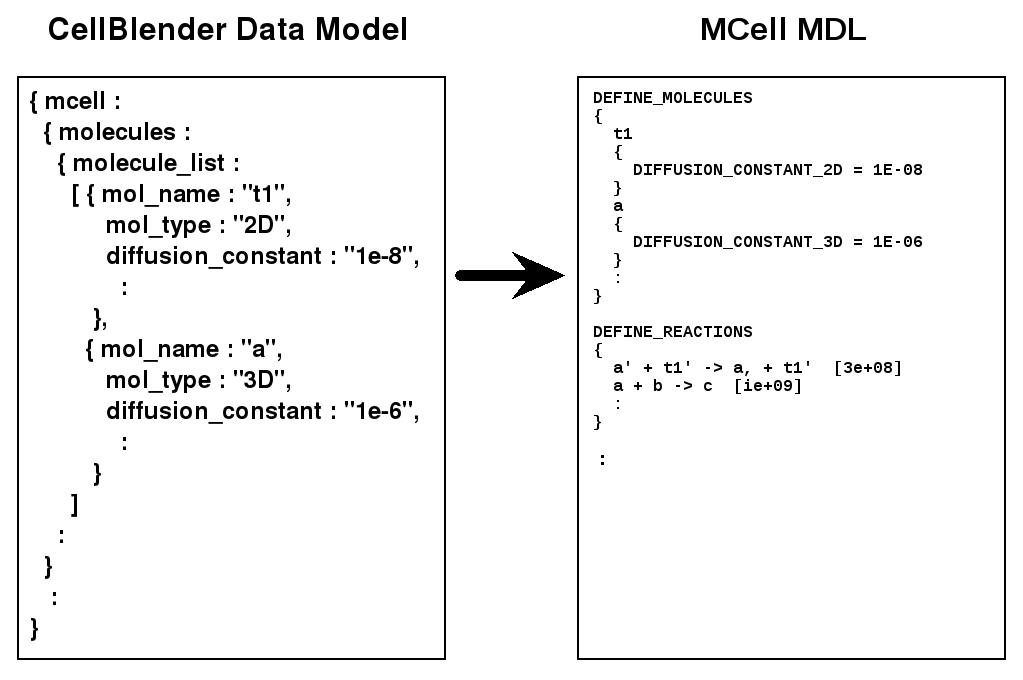 CellBlender Data Model
{ mcell :
{ molecules :
{ molecule_list :
[ { mol_name : "t1",
mol_type : "2D",
diffusion_constant : "1e-8",
:
},
{ mol_name : "a",
mol_type : "3D",
diffusion_constant : "1e-6",
:
}
]
:
}
:
}
MCell MDL
DEFINE_MOLECULES
{
t1
{
DIFFUSION_CONSTANT_2D = 1E-08
}
a
{
DIFFUSION_CONSTANT_3D = 1E-06
}
:
}
DEFINE_REACTIONS
{
a' + t1' -> a, + t1' [3e+08]
a + b -> c [ie+09]
:
}
: